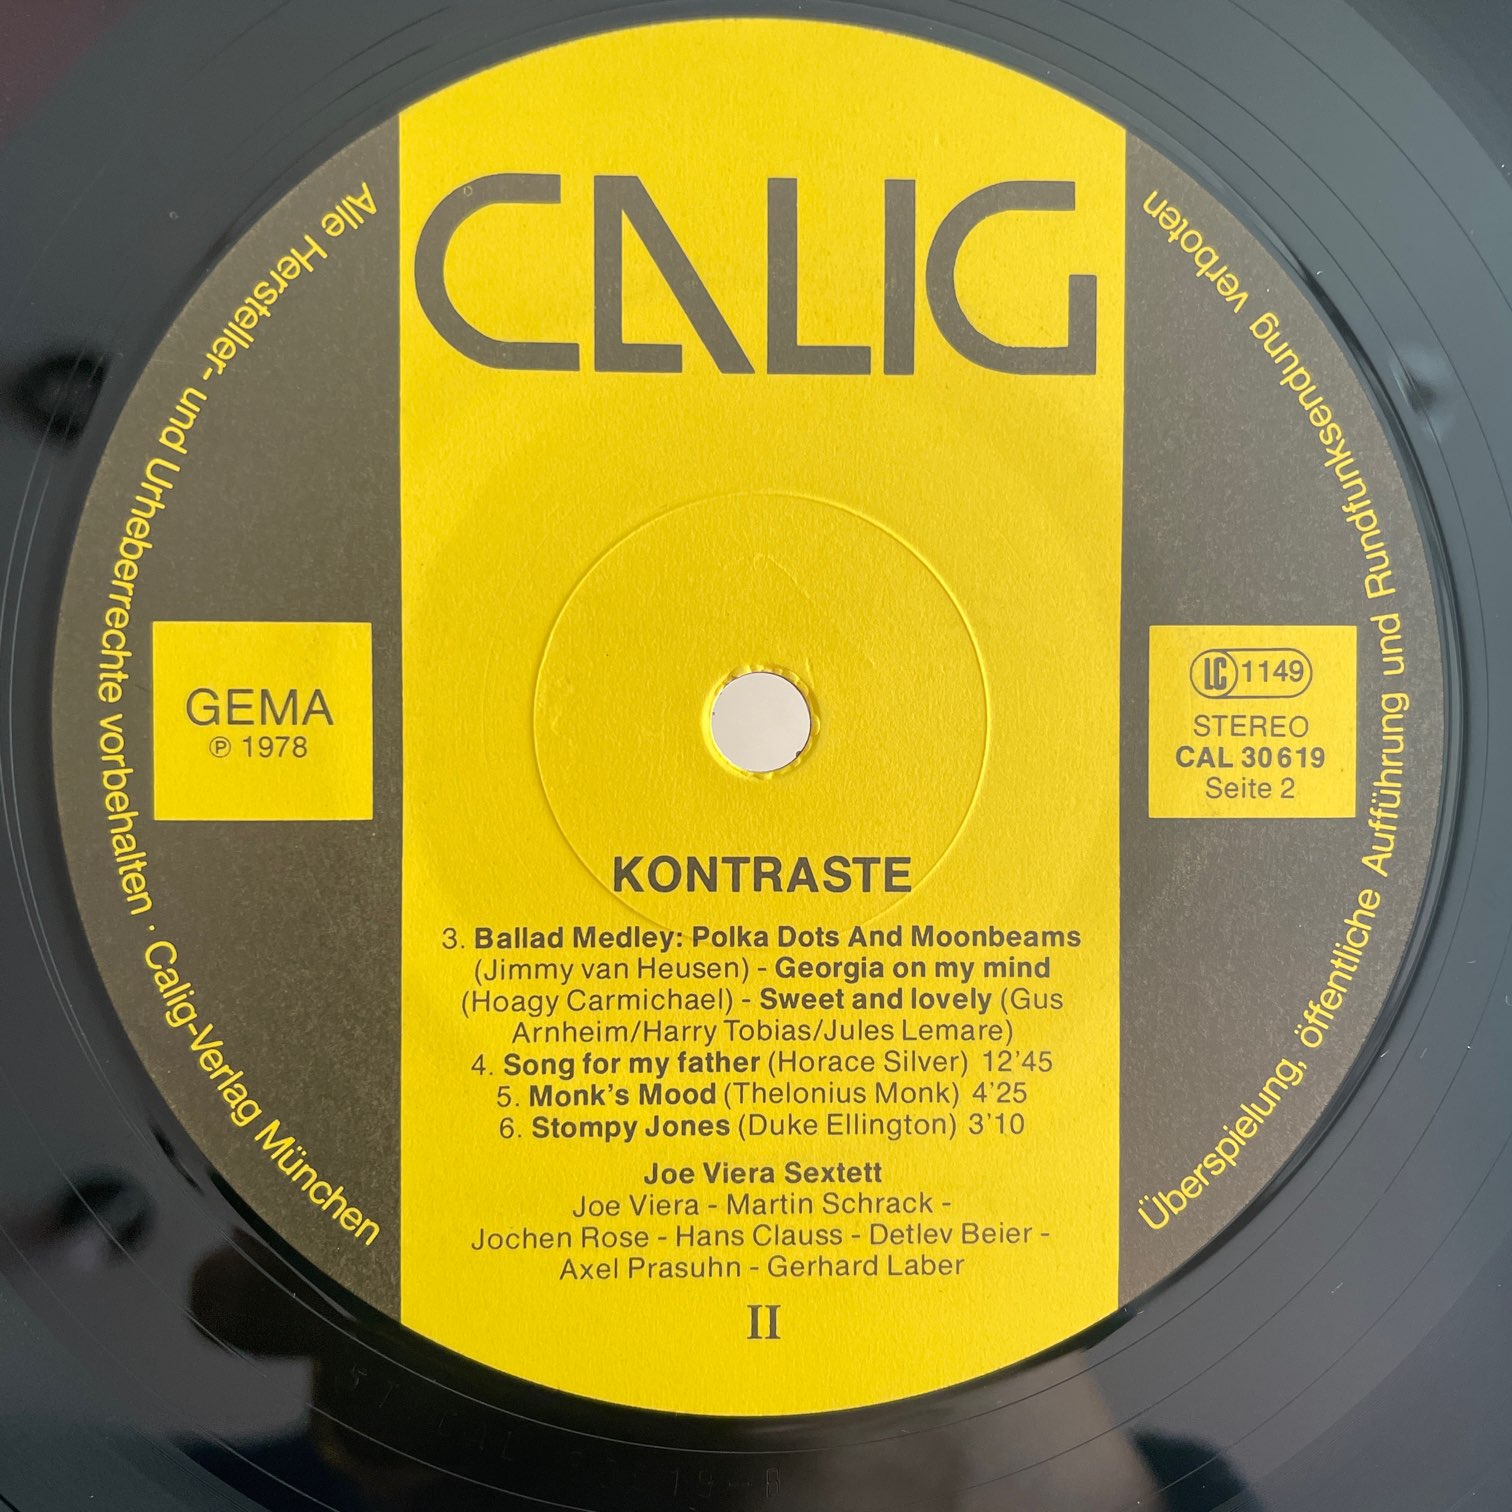 CALIG
Alle Hersteller- und Urheberrechte vorbehalten · Calig-Verlag München
Überspielung, öffentliche Aufführung und Rundfunksendung verboten
GEMA
℗ 1978
LC 1149
STEREO
CAL 30619
Seite 2
KONTRASTE
3. Ballad Medley: Polka Dots And Moonbeams
(Jimmy van Heusen) - Georgia on my mind
(Hoagy Carmichael) - Sweet and lovely (Gus
Arnheim/Harry Tobias/Jules Lemare)
4. Song for my father (Horace Silver) 12'45
5. Monk's Mood (Thelonius Monk) 4'25
6. Stompy Jones (Duke Ellington) 3'10
Joe Viera Sextett
Joe Viera - Martin Schrack -
Jochen Rose - Hans Clauss - Detlev Beier -
Axel Prasuhn - Gerhard Laber
II